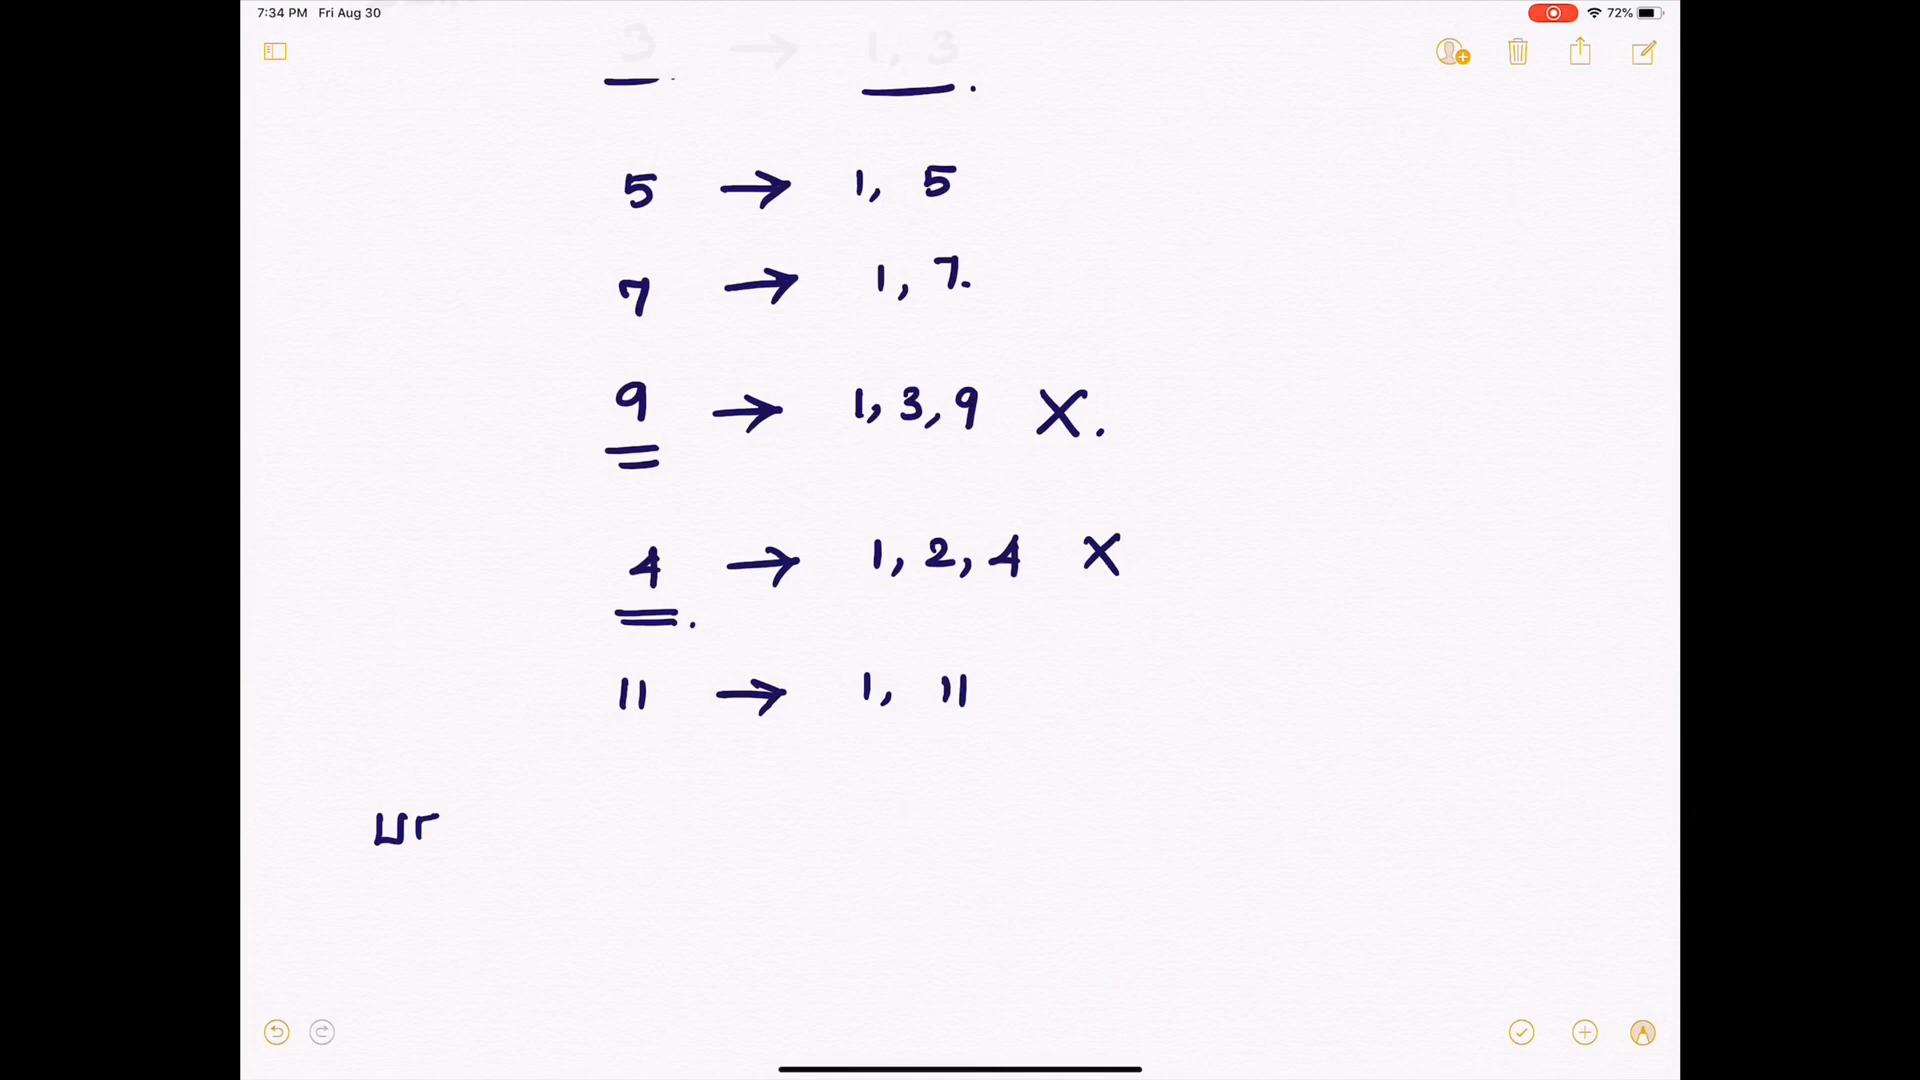 7:34 PM Fri Aug 30 72%
3 → 1, 3
5 → 1, 5
7 → 1, 7.
9 → 1, 3, 9 X.
4 → 1, 2, 4 X
11 → 1, 11